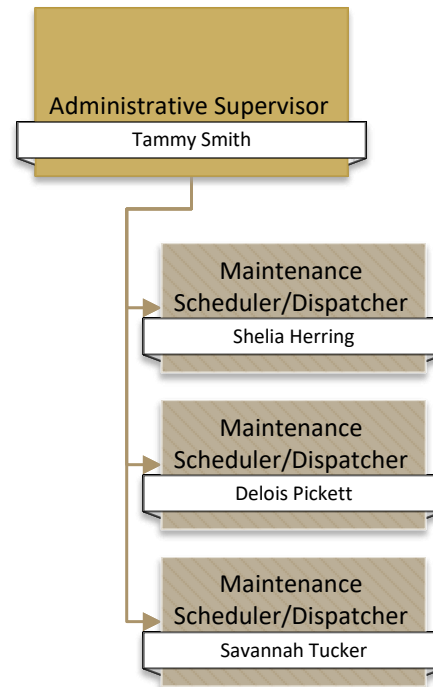 Administrative Supervisor
Tammy Smith
Maintenance
Scheduler/Dispatcher
Shelia Herring
Maintenance
Scheduler/Dispatcher
Delois Pickett
Maintenance
Scheduler/Dispatcher
Savannah Tucker